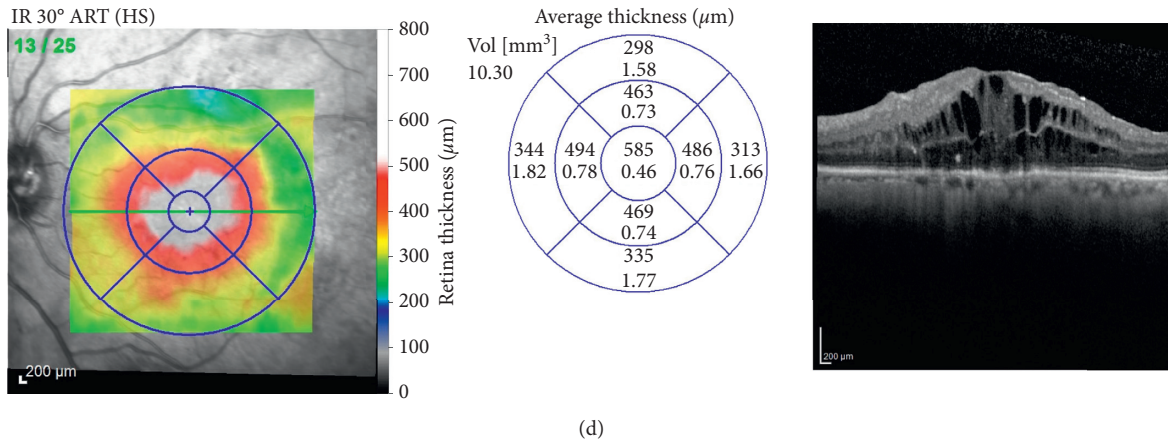 IR 30° ART (HS)
13 / 25
200 µm
800
700
600
500
400
300
200
100
0
Retina thickness (µm)
Average thickness (µm)
Vol [mm³]
10.30
298
1.58
463
0.73
344 494 585 486 313
1.82 0.78 0.46 0.76 1.66
469
0.74
335
1.77
200 µm
(d)